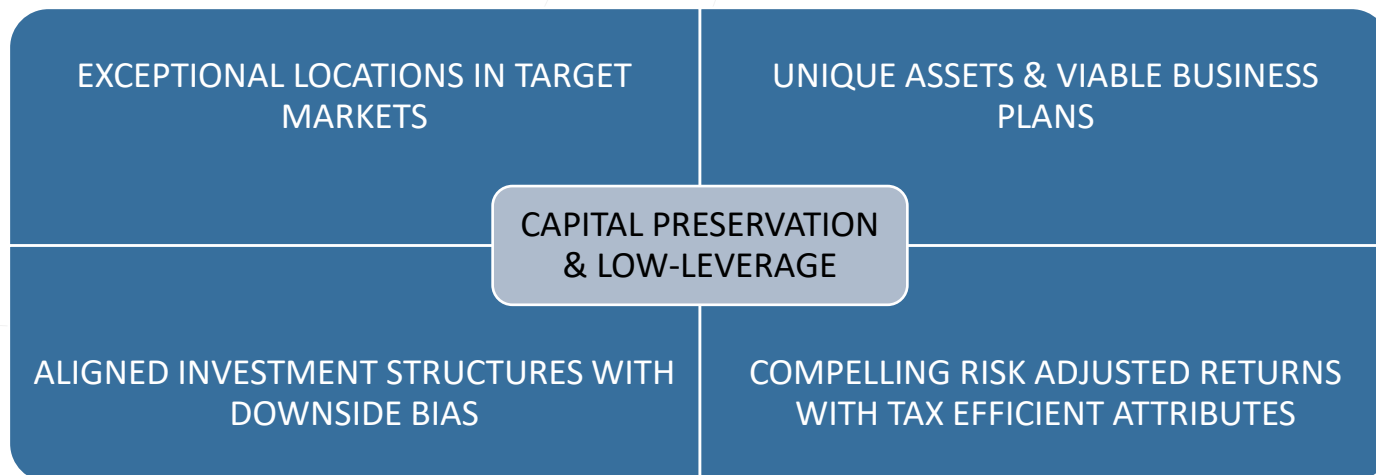 EXCEPTIONAL LOCATIONS IN TARGET
MARKETS
UNIQUE ASSETS & VIABLE BUSINESS
PLANS
CAPITAL PRESERVATION
& LOW-LEVERAGE
ALIGNED INVESTMENT STRUCTURES WITH
DOWNSIDE BIAS
COMPELLING RISK ADJUSTED RETURNS
WITH TAX EFFICIENT ATTRIBUTES